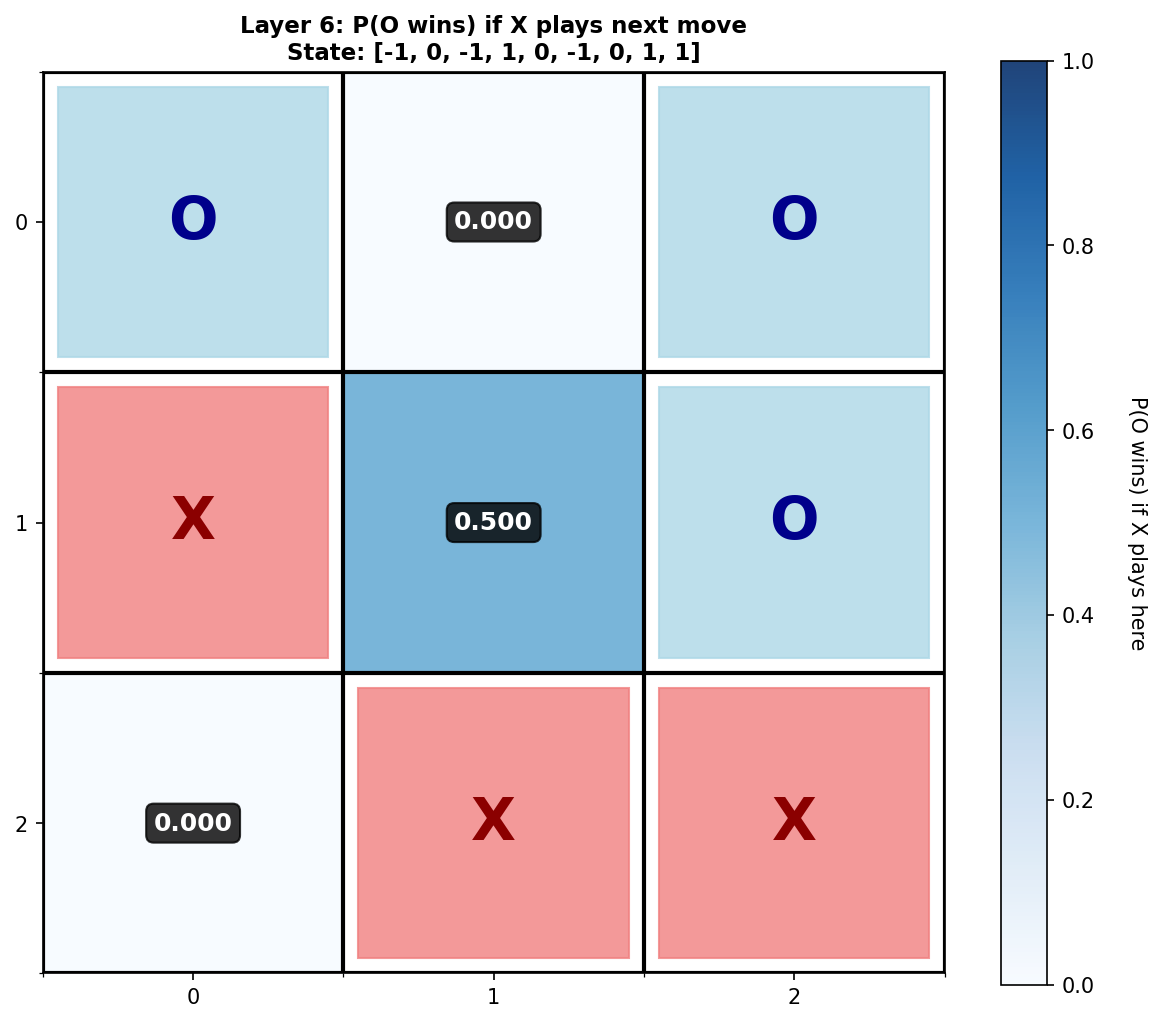 Layer 6: P(O wins) if X plays next move
State: [-1, 0, -1, 1, 0, -1, 0, 1, 1]
0
O
0.000
O
1
X
0.500
O
2
0.000
X
X
0
1
2
1.0
0.8
0.6
0.4
0.2
0.0
P(O wins) if X plays here